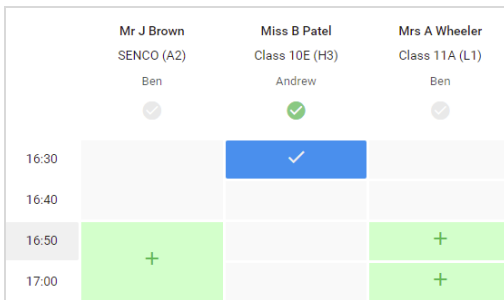 Mr J Brown Miss B Patel Mrs A Wheeler
SENCO (A2) Class 10E (H3) Class 11A (L1)
Ben Andrew Ben
16:30
16:40
16:50 +
+
17:00 +